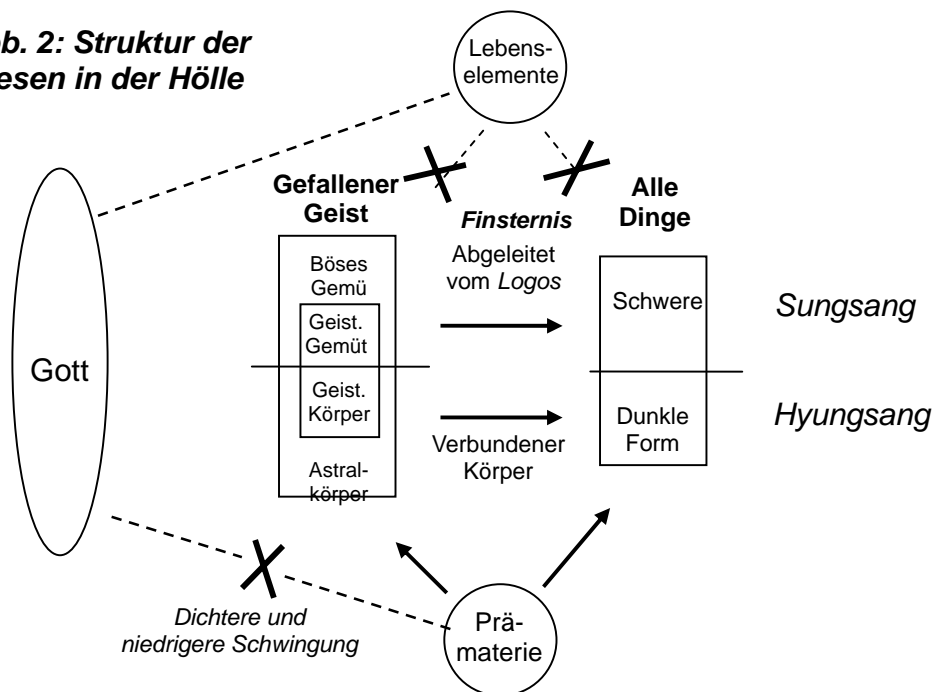 b. 2: Struktur der
esen in der Hölle
Lebens-
elemente
Gefallener
Geist
Finsternis
Abgeleitet
vom Logos
Alle
Dinge
Böses
Gemü
Geist.
Gemüt
Schwere
Sungsang
Gott
Geist.
Körper
Astral-
körper
Verbundener
Körper
Dunkle
Form
Hyungsang
Dichtere und
niedrigere Schwingung
Prä-
materie